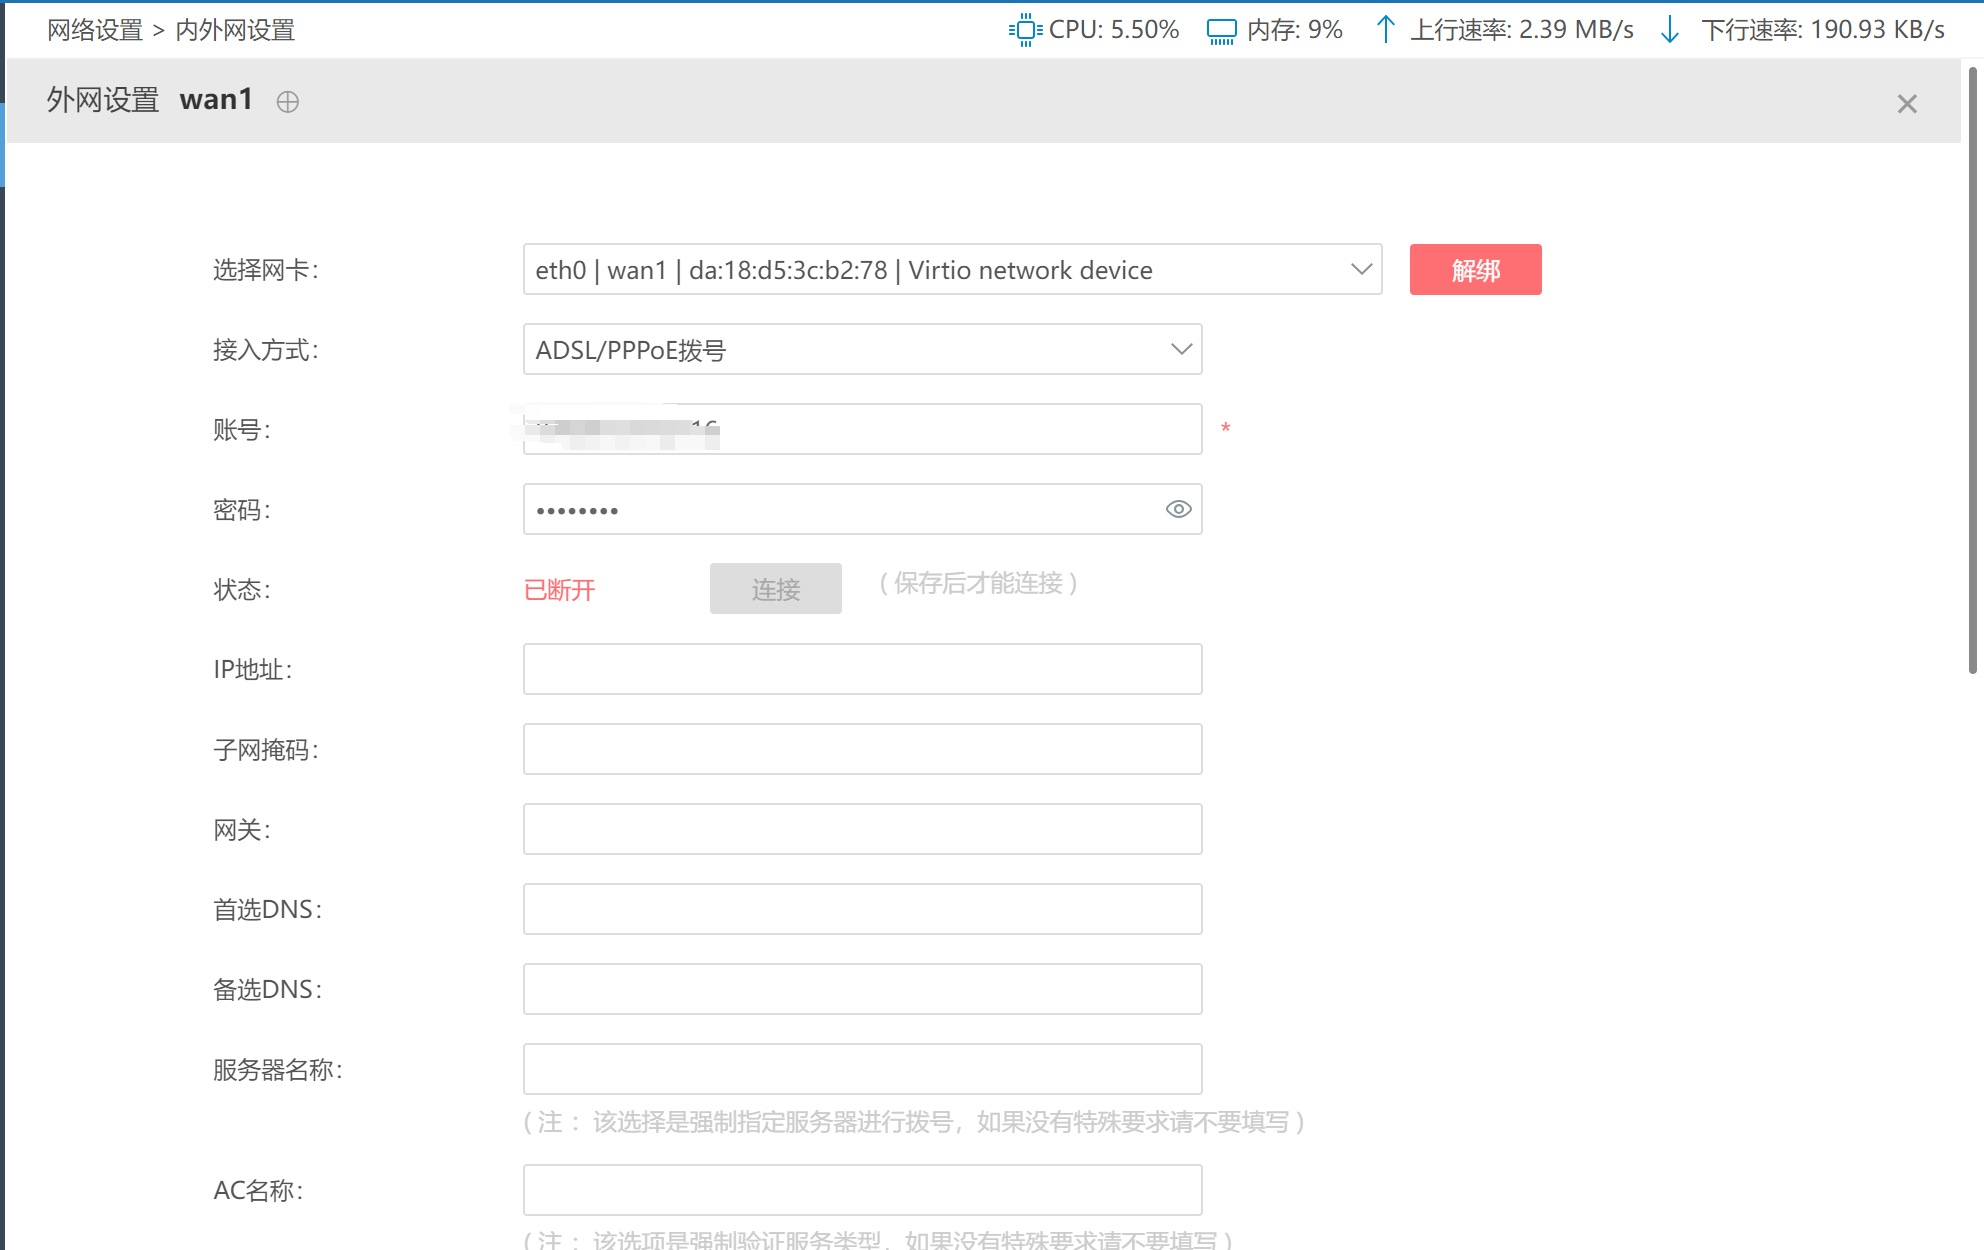 网络设置 > 内外网设置
CPU: 5.50% 内存: 9% 上行速率: 2.39 MB/s 下行速率: 190.93 KB/s
外网设置 wan1
选择网卡: eth0 | wan1 | da:18:d5:3c:b2:78 | Virtio network device 解绑
接入方式: ADSL/PPPoE拨号
账号: *
密码: ••••••••
状态: 已断开 连接 ( 保存后才能连接 )
IP地址:
子网掩码:
网关:
首选DNS:
备选DNS:
服务器名称:
( 注 : 该选择是强制指定服务器进行拨号, 如果没有特殊要求请不要填写 )
AC名称:
( 注 : 该选项是强制验证服务类型, 如果没有特殊要求请不要填写 )